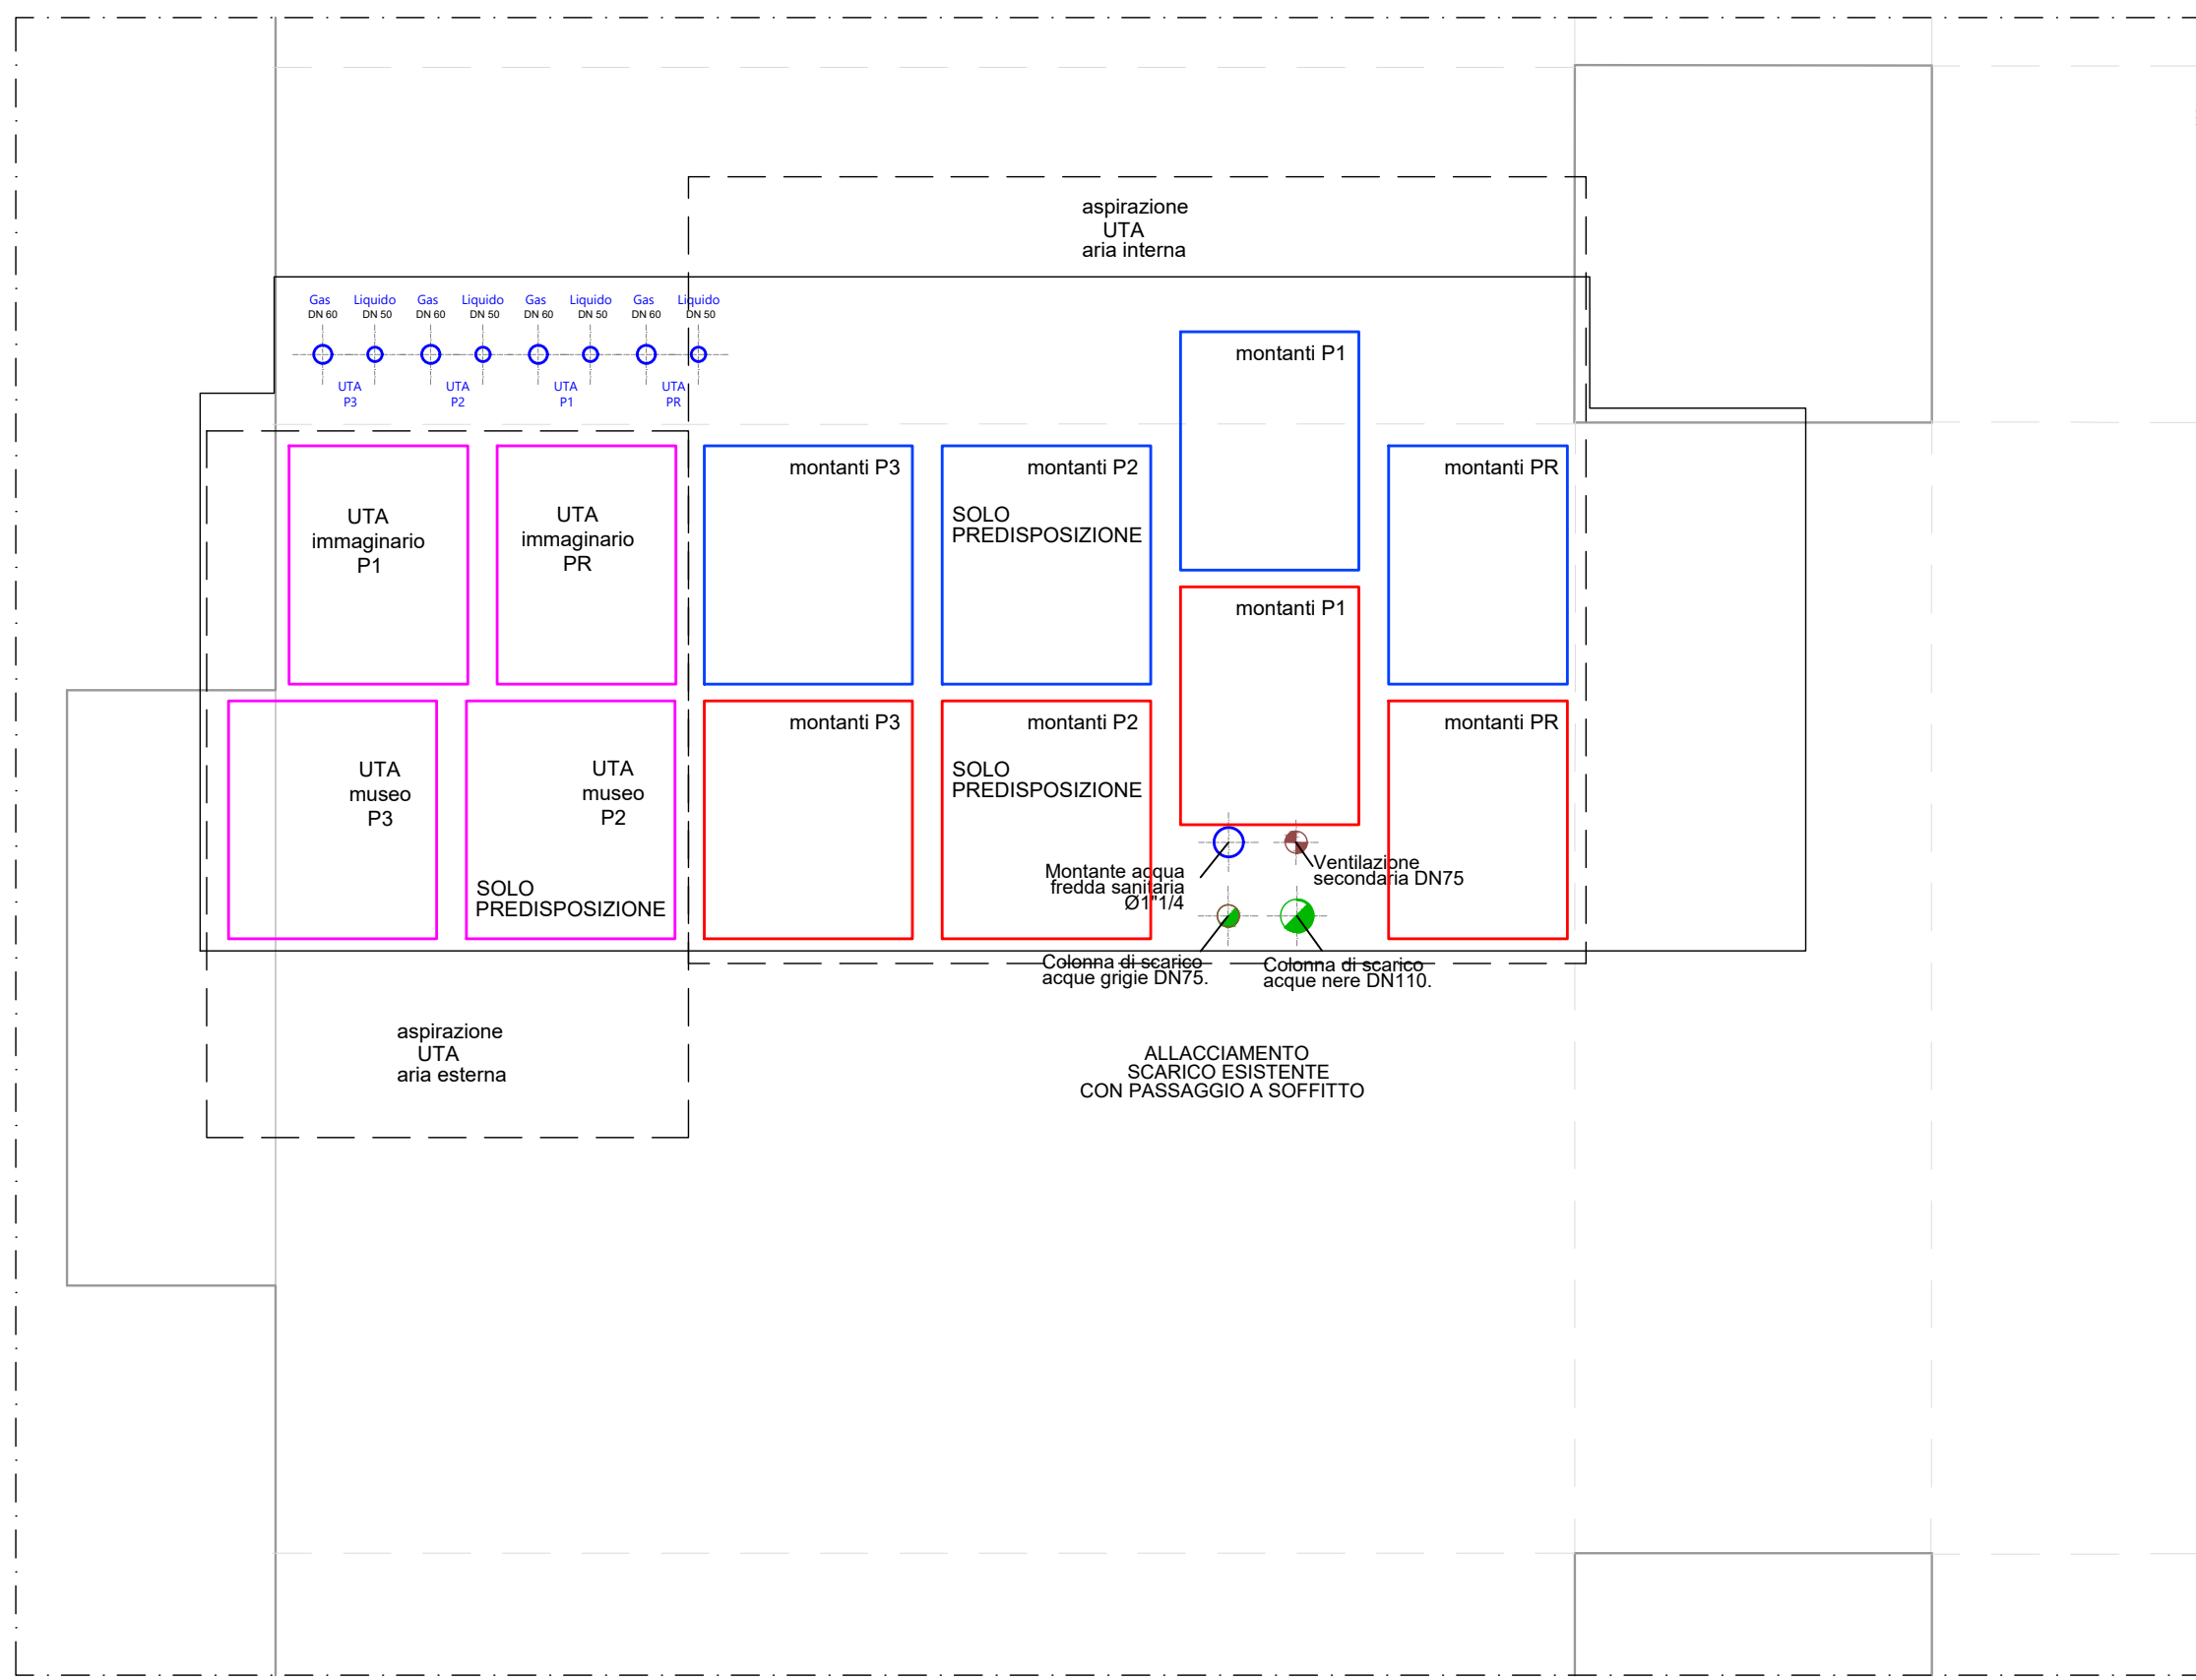 aspirazione
UTA
aria interna
Gas Liquido Gas Liquido Gas Liquido Gas Liquido
DN 60 DN 50 DN 60 DN 50 DN 60 DN 50 DN 60 DN 50
UTA UTA UTA UTA
P3 P2 P1 PR
montanti P1
montanti P3
montanti P2
montanti PR
SOLO
PREDISPOSIZIONE
UTA
immaginario
P1
UTA
immaginario
PR
montanti P1
montanti P3
montanti P2
montanti PR
SOLO
PREDISPOSIZIONE
UTA
museo
P3
UTA
museo
P2
SOLO
PREDISPOSIZIONE
Montante acqua
fredda sanitaria
Ø1"1/4
Ventilazione
secondaria DN75
Colonna di scarico
acque grigie DN75.
Colonna di scarico
acque nere DN110.
aspirazione
UTA
aria esterna
ALLACCIAMENTO
SCARICO ESISTENTE
CON PASSAGGIO A SOFFITTO